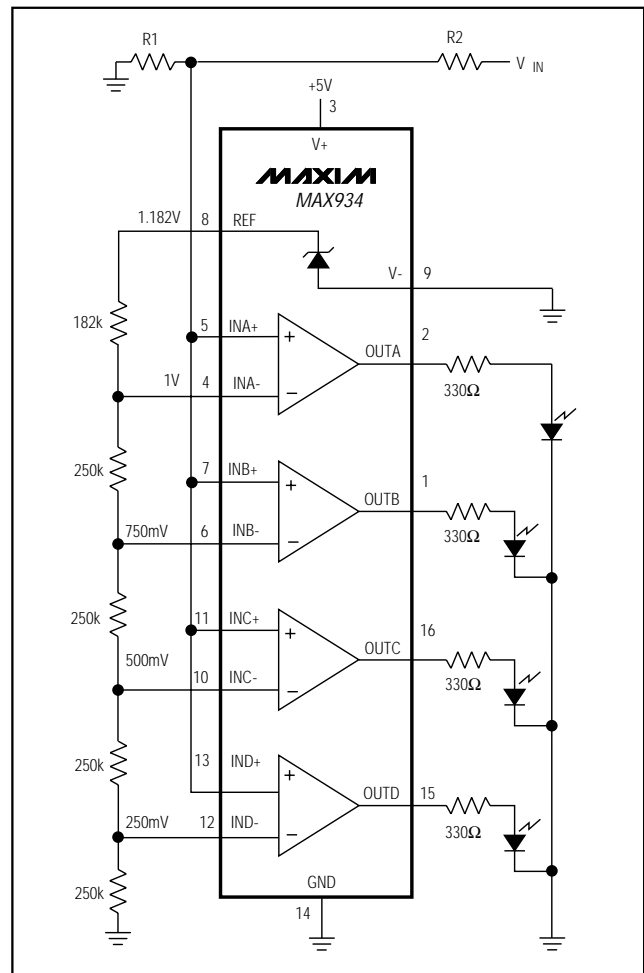 R1
R2
V IN
+5V
3
V+
MAXIM
MAX934
1.182V
8
REF
V-
9
182k
5
INA+
2
OUTA
1V
4
INA-
330Ω
250k
7
INB+
1
OUTB
750mV
6
INB-
330Ω
250k
11
INC+
16
OUTC
500mV
10
INC-
330Ω
250k
13
IND+
15
OUTD
250mV
12
IND-
330Ω
250k
GND
14